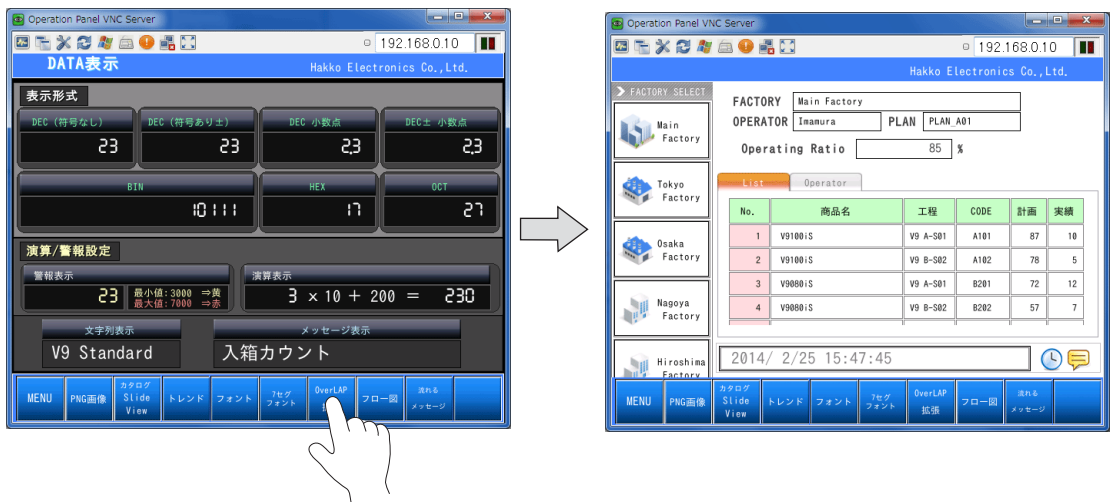 Operation Panel VNC Server
192.168.0.10
DATA表示
Hakko Electronics Co.,Ltd.
表示形式
DEC (符号なし)
DEC (符号あり±)
DEC 小数点
DEC± 小数点
23
23
2.3
2.3
BIN
HEX
OCT
10111
17
27
演算/警報設定
警報表示
演算表示
23
最小値:3000 ⇒黄
最大値:7000 ⇒赤
3 × 10 + 200 = 230
文字列表示
メッセージ表示
V9 Standard
入箱カウント
MENU
PNG画像
カタログ
Slide
View
トレンド
フォント
7セグ
フォント
OverLAP
フロー図
流れる
メッセージ
Operation Panel VNC Server
192.168.0.10
Hakko Electronics Co.,Ltd.
FACTORY SELECT
Main
Factory
Tokyo
Factory
Osaka
Factory
Nagoya
Factory
Hiroshima
Factory
FACTORY Main Factory
OPERATOR Imamura PLAN PLAN_A01
Operating Ratio 85 %
List Operator
No. 商品名 工程 CODE 計画 実績
1 V9100iS V9 A-S01 A101 87 10
2 V9100iS V9 B-S02 A102 78 5
3 V9080iS V9 A-S01 B201 72 12
4 V9080iS V9 B-S02 B202 57 7
2014/ 2/25 15:47:45
MENU
PNG画像
カタログ
Slide
View
トレンド
フォント
7セグ
フォント
OverLAP
拡張
フロー図
流れる
メッセージ